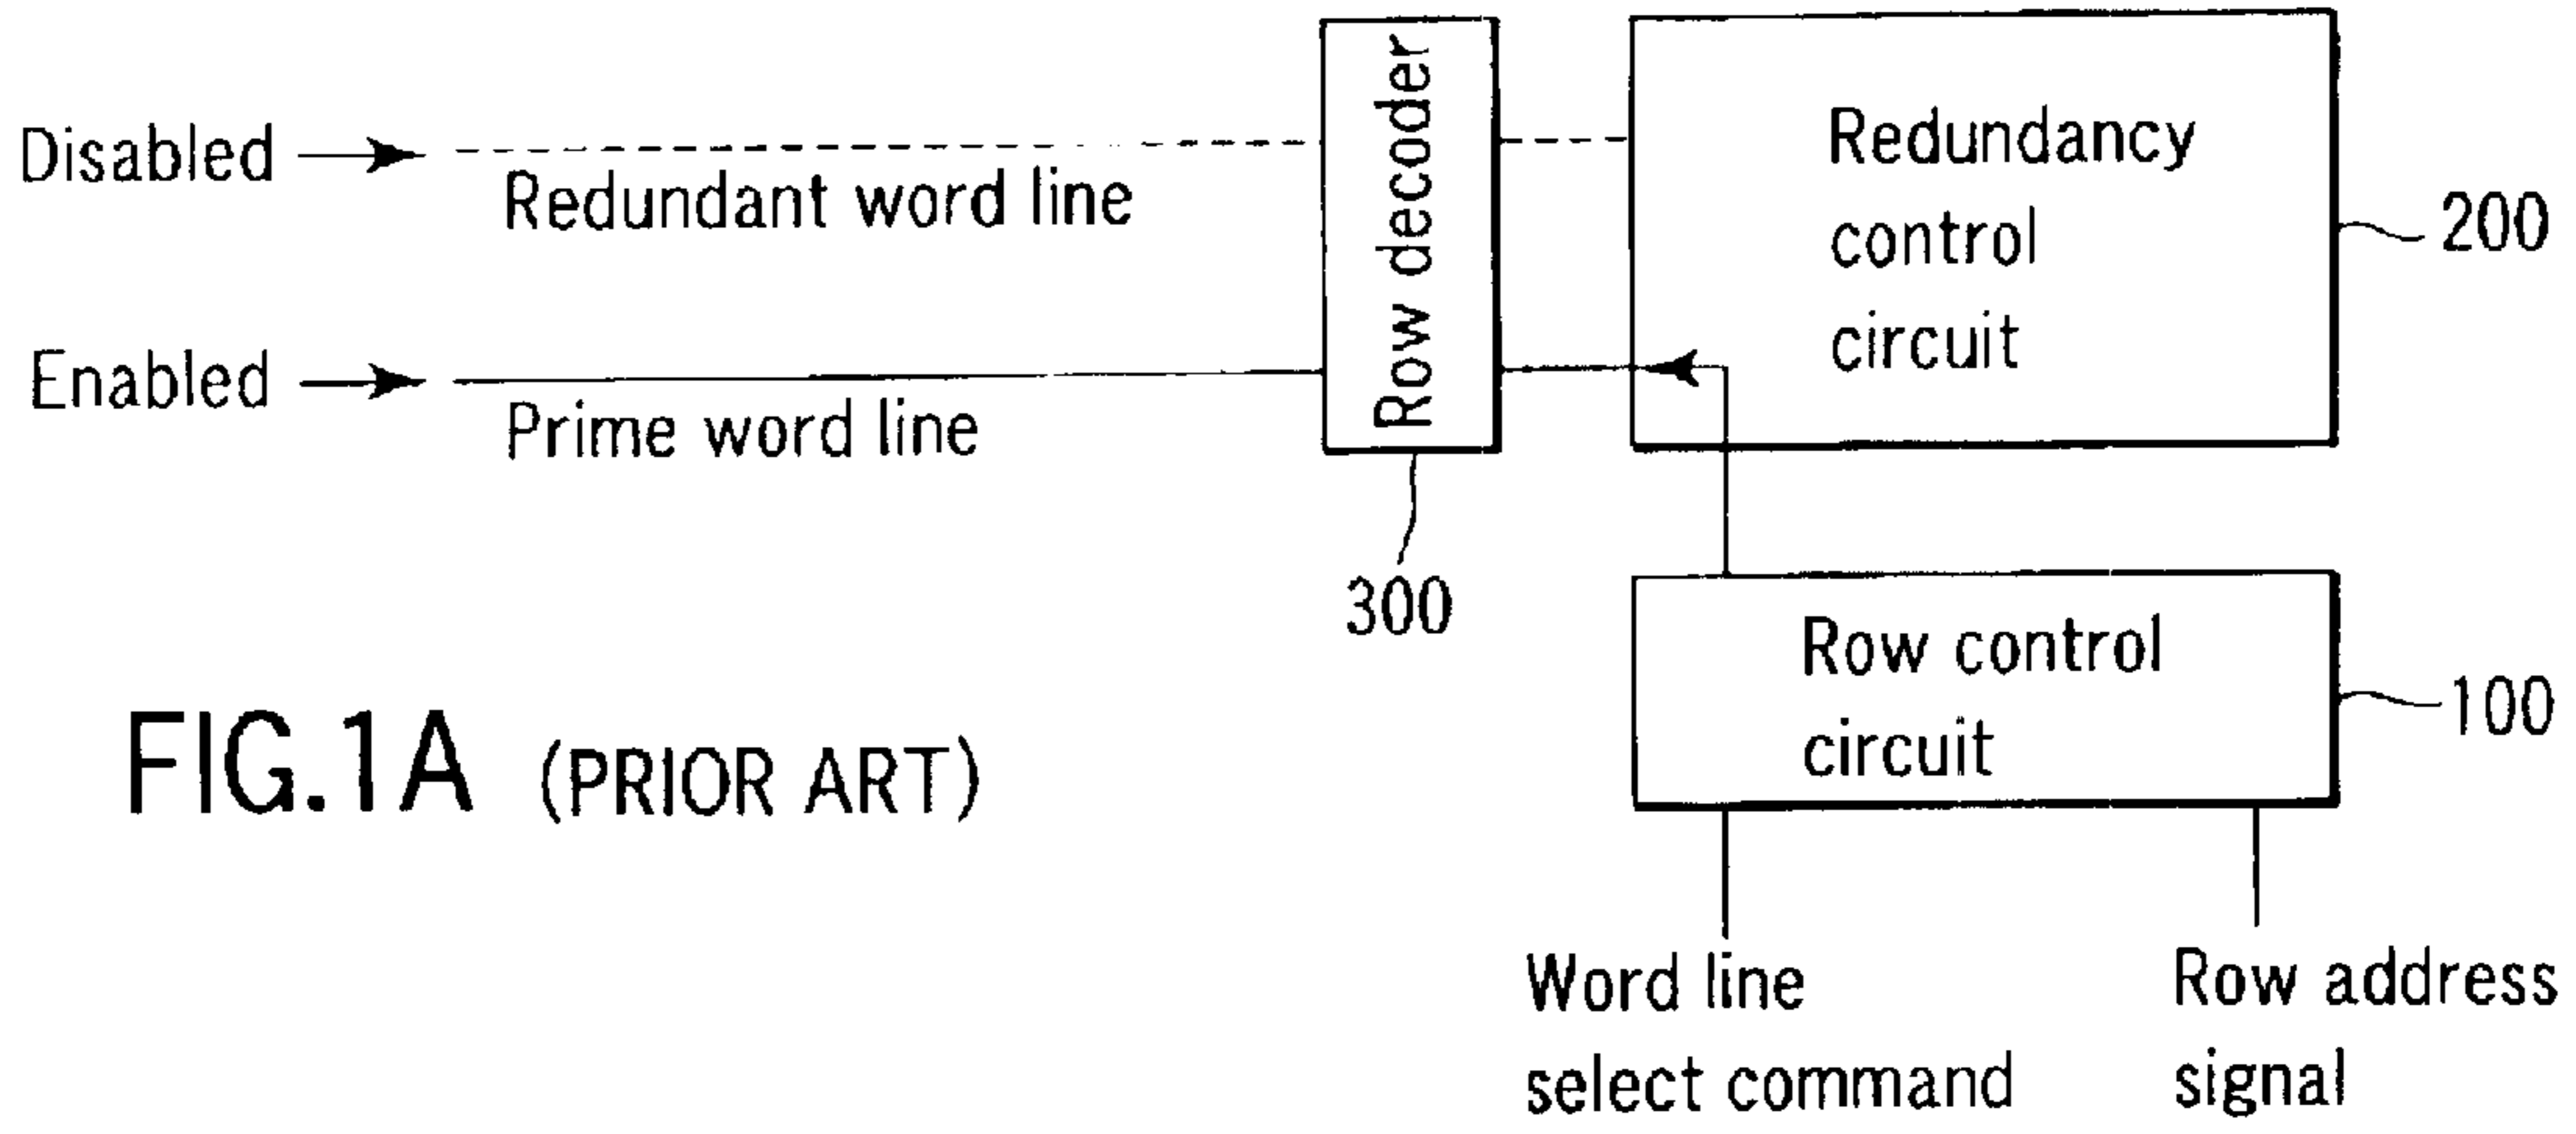 Disabled
Redundant word line
Enabled
Prime word line
Row decoder
300
Redundancy
control
circuit
200
Row control
circuit
100
Word line
select command
Row address
signal
FIG.1A (PRIOR ART)